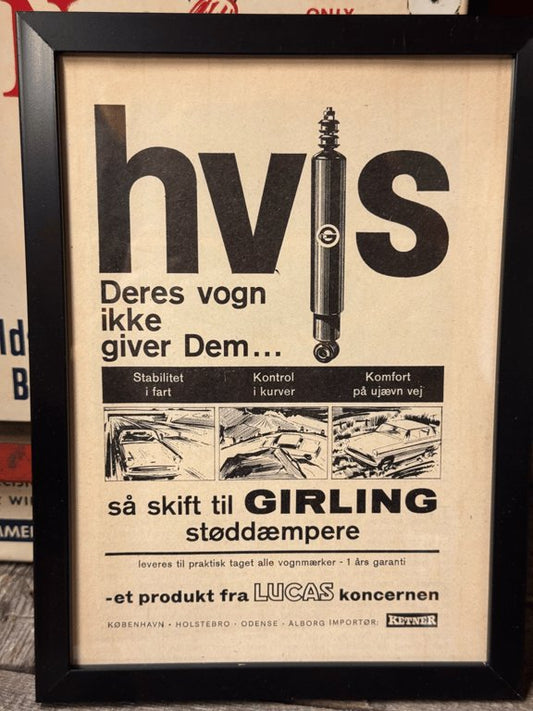 ONLY
hvis
Deres vogn
ikke
giver Dem...
Stabilitet
i fart
Kontrol
i kurver
Komfort
på ujævn vej
så skift til GIRLING
støddæmpere
leveres til praktisk taget alle vognmærker - 1 års garanti
-et produkt fra LUCAS koncernen
KØBENHAVN • HOLSTEBRO • ODENSE • ÅLBORG IMPORTØR: KETNER